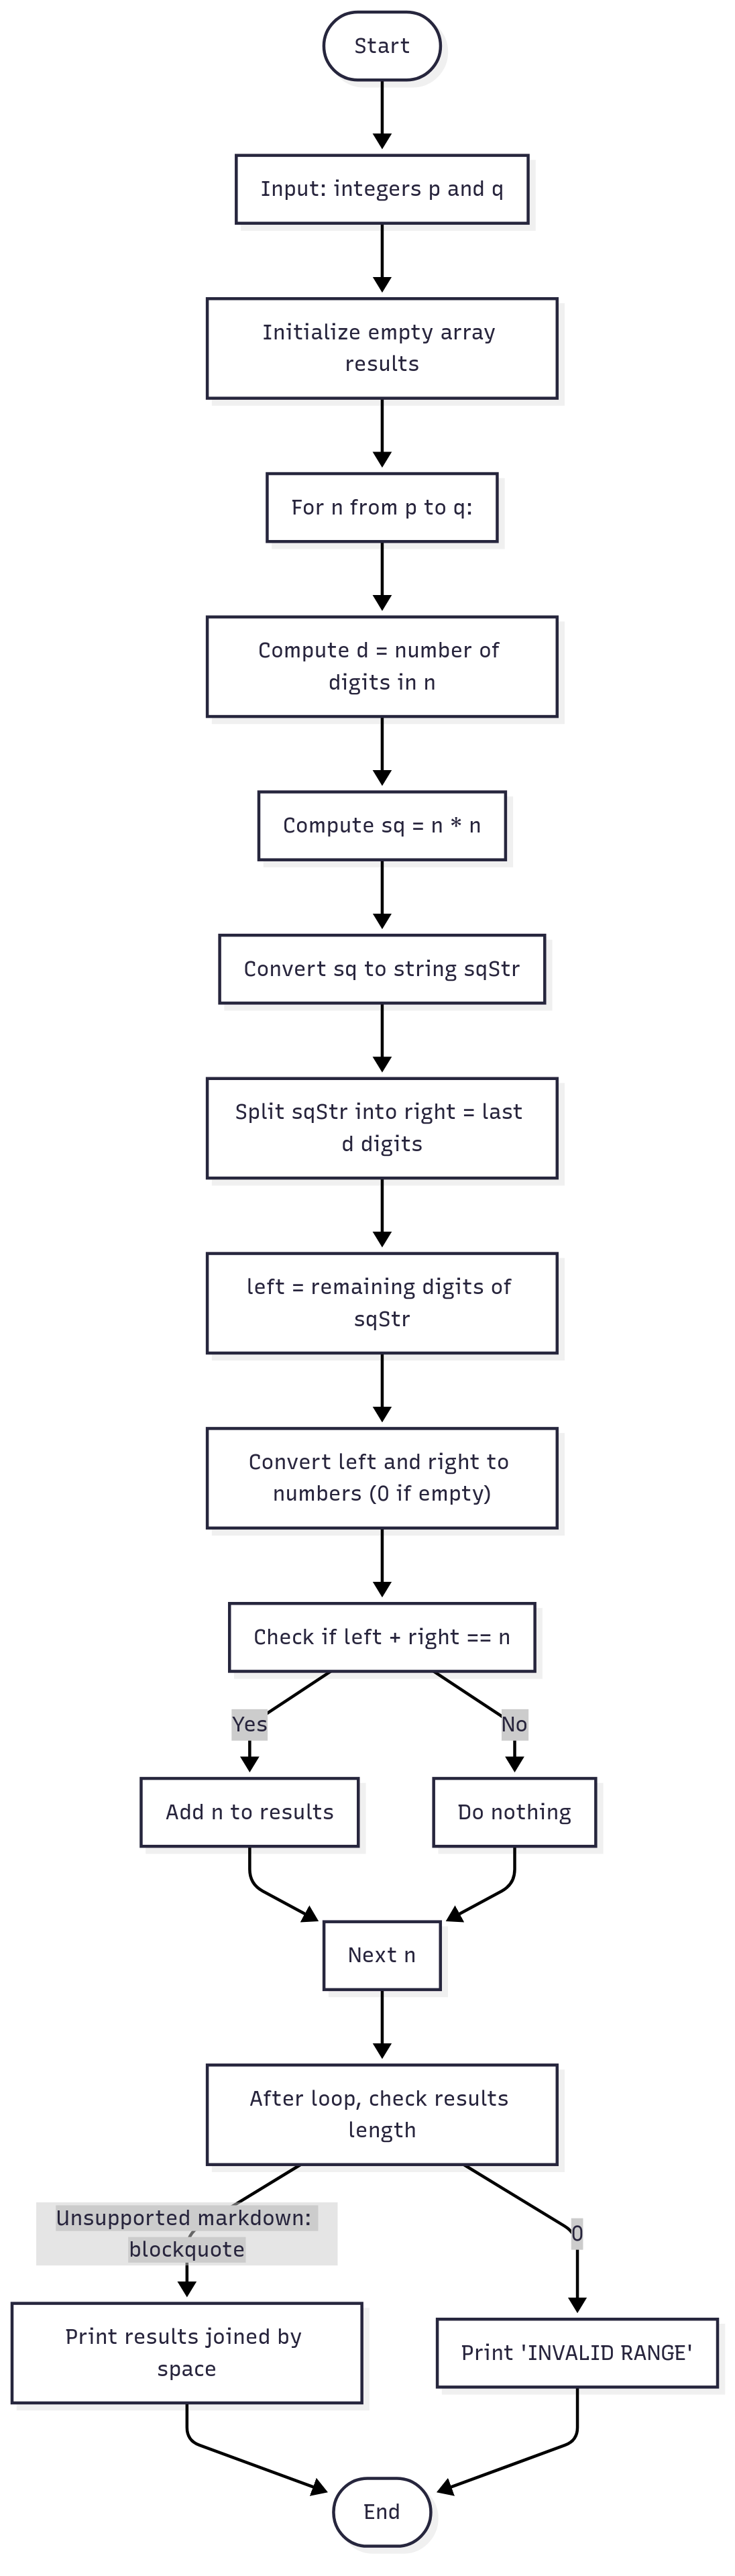 Start
Input: integers p and q
Initialize empty array
results
For n from p to q:
Compute d = number of
digits in n
Compute sq = n * n
Convert sq to string sqStr
Split sqStr into right = last
d digits
left = remaining digits of
sqStr
Convert left and right to
numbers (0 if empty)
Check if left + right == n
Yes
No
Add n to results
Do nothing
Next n
After loop, check results
length
Unsupported markdown:
blockquote
0
Print results joined by
space
Print 'INVALID RANGE'
End